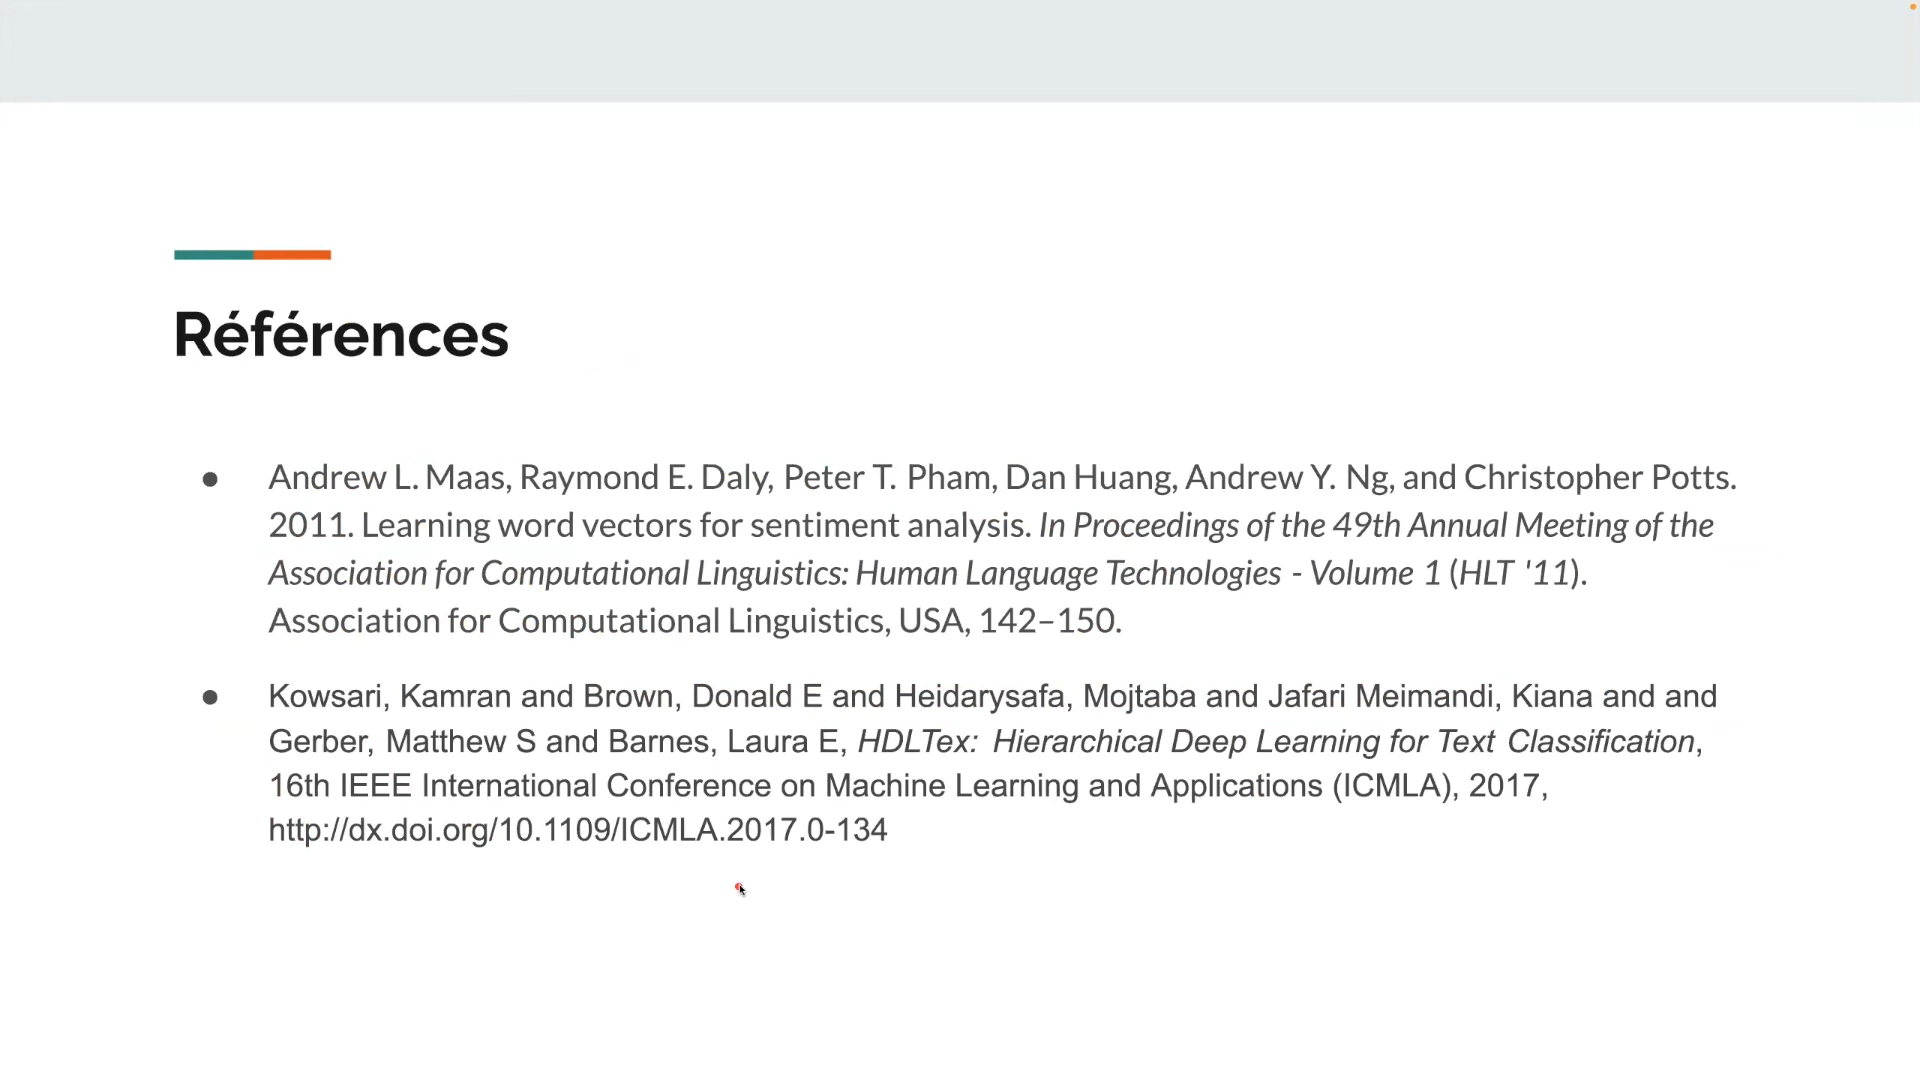 Références
● Andrew L. Maas, Raymond E. Daly, Peter T. Pham, Dan Huang, Andrew Y. Ng, and Christopher Potts.
2011. Learning word vectors for sentiment analysis. In Proceedings of the 49th Annual Meeting of the
Association for Computational Linguistics: Human Language Technologies - Volume 1 (HLT '11).
Association for Computational Linguistics, USA, 142–150.
● Kowsari, Kamran and Brown, Donald E and Heidarysafa, Mojtaba and Jafari Meimandi, Kiana and and
Gerber, Matthew S and Barnes, Laura E, HDLTex: Hierarchical Deep Learning for Text Classification,
16th IEEE International Conference on Machine Learning and Applications (ICMLA), 2017,
http://dx.doi.org/10.1109/ICMLA.2017.0-134